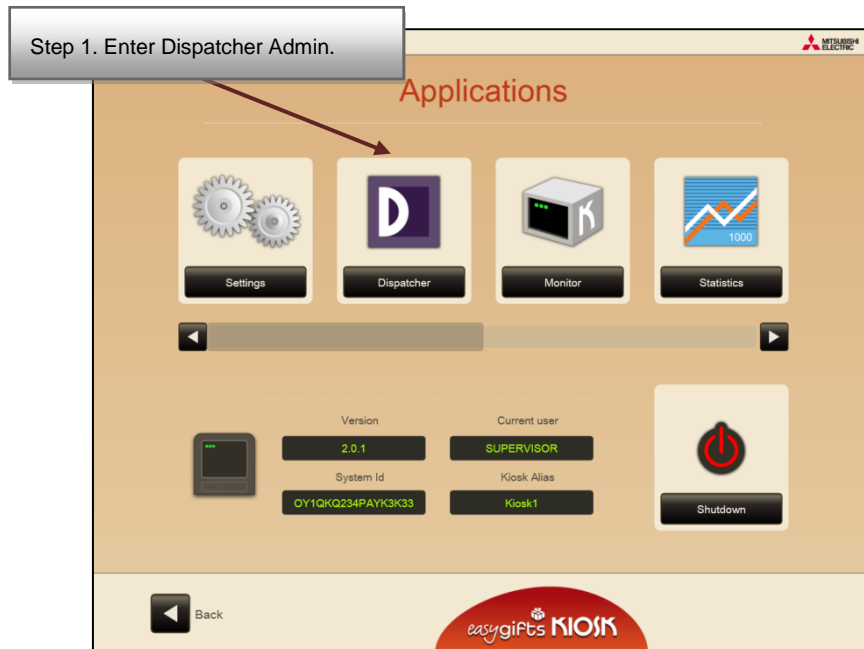 Step 1. Enter Dispatcher Admin.
MITSUBISHI
ELECTRIC
Applications
D
K
1000
Settings
Dispatcher
Monitor
Statistics
Version
Current user
2.0.1
SUPERVISOR
System Id
Kiosk Alias
OY1QKQ234PAYK3K33
Kiosk1
Shutdown
Back
easygifts KIOSK